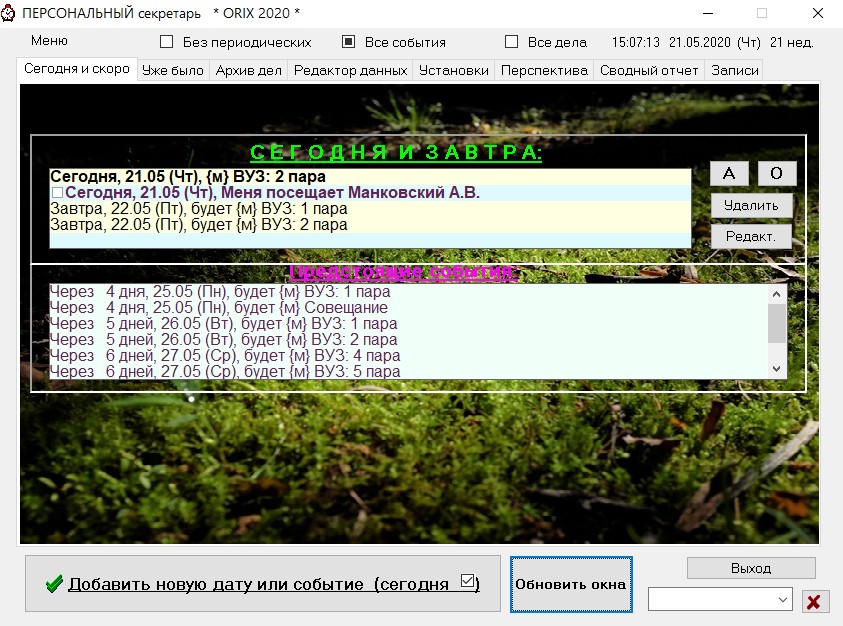 ПЕРСОНАЛЬНЫЙ секретарь * ORIX 2020 *
Меню Без периодических Все события Все дела 15:07:13 21.05.2020 (Чт) 21 нед.
Сегодня и скоро Уже было Архив дел Редактор данных Установки Перспектива Сводный отчет Записи
С Е Г О Д Н Я И З А В Т Р А:
Сегодня, 21.05 (Чт), {м} ВУЗ: 2 пара
Сегодня, 21.05 (Чт), Меня посещает Манковский А.В.
Завтра, 22.05 (Пт), будет {м} ВУЗ: 1 пара
Завтра, 22.05 (Пт), будет {м} ВУЗ: 2 пара
А О
Удалить
Редакт.
Предстоящие события:
Через 4 дня, 25.05 (Пн), будет {м} ВУЗ: 1 пара
Через 4 дня, 25.05 (Пн), будет {м} Совещание
Через 5 дней, 26.05 (Вт), будет {м} ВУЗ: 1 пара
Через 5 дней, 26.05 (Вт), будет {м} ВУЗ: 2 пара
Через 6 дней, 27.05 (Ср), будет {м} ВУЗ: 4 пара
Через 6 дней, 27.05 (Ср), будет {м} ВУЗ: 5 пара
Добавить новую дату или событие (сегодня )
Обновить окна
Выход